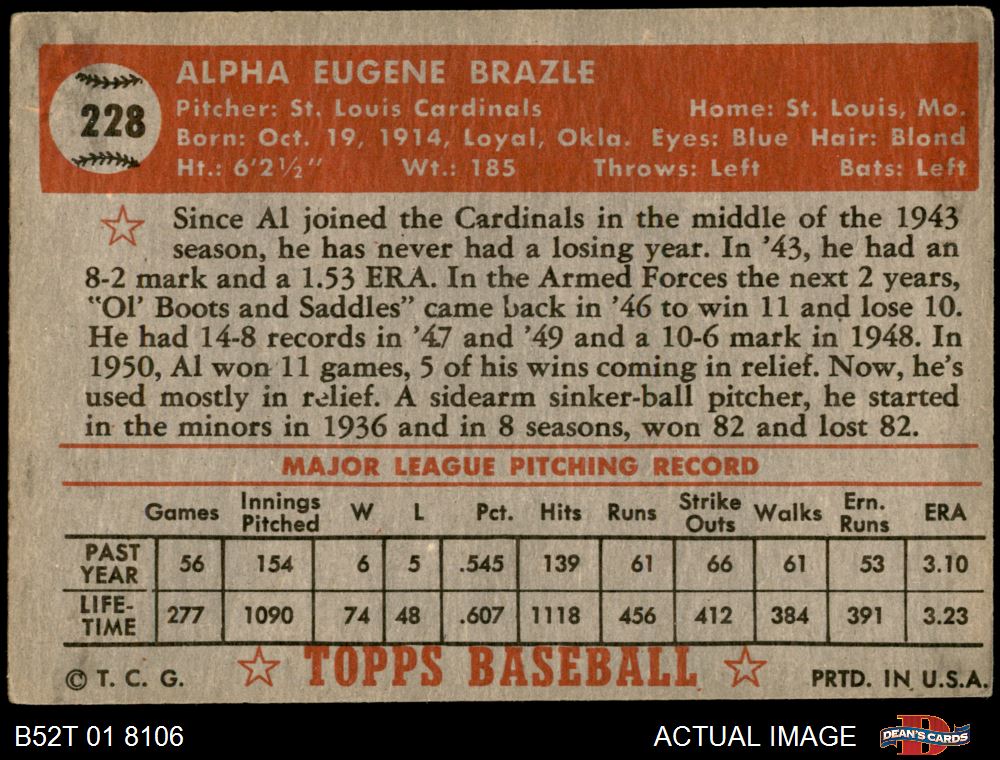 ALPHA EUGENE BRAZLE
228
Pitcher: St. Louis Cardinals Home: St. Louis, Mo.
Born: Oct. 19, 1914, Loyal, Okla. Eyes: Blue Hair: Blond
Ht.: 6'2½" Wt.: 185 Throws: Left Bats: Left
Since Al joined the Cardinals in the middle of the 1943
season, he has never had a losing year. In '43, he had an
8-2 mark and a 1.53 ERA. In the Armed Forces the next 2 years,
"Ol' Boots and Saddles" came back in '46 to win 11 and lose 10.
He had 14-8 records in '47 and '49 and a 10-6 mark in 1948. In
1950, Al won 11 games, 5 of his wins coming in relief. Now, he's
used mostly in relief. A sidearm sinker-ball pitcher, he started
in the minors in 1936 and in 8 seasons, won 82 and lost 82.
MAJOR LEAGUE PITCHING RECORD
Games Innings Pitched W L Pct. Hits Runs Strike Outs Walks Ern. Runs ERA
PAST YEAR 56 154 6 5 .545 139 61 66 61 53 3.10
LIFE-TIME 277 1090 74 48 .607 1118 456 412 384 391 3.23
© T. C. G. TOPPS BASEBALL PRTD. IN U.S.A.
B52T 01 8106 ACTUAL IMAGE DEAN'S CARDS